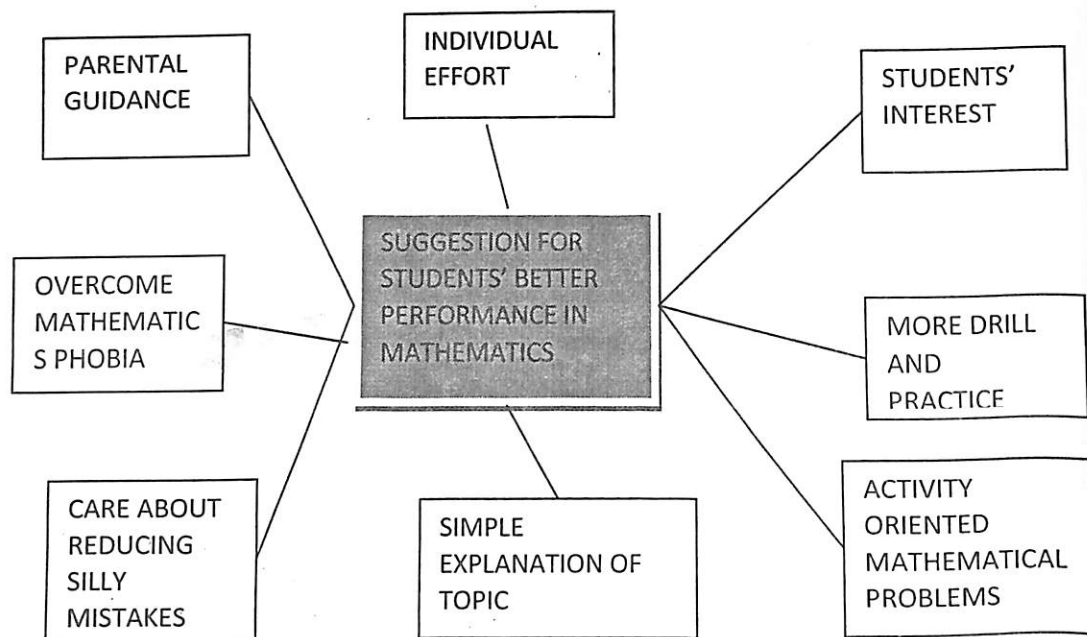 PARENTAL
GUIDANCE
INDIVIDUAL
EFFORT
STUDENTS'
INTEREST
SUGGESTION FOR
STUDENTS' BETTER
PERFORMANCE IN
MATHEMATICS
OVERCOME
MATHEMATIC
S PHOBIA
MORE DRILL
AND
PRACTICE
CARE ABOUT
REDUCING
SILLY
MISTAKES
SIMPLE
EXPLANATION OF
TOPIC
ACTIVITY
ORIENTED
MATHEMATICAL
PROBLEMS